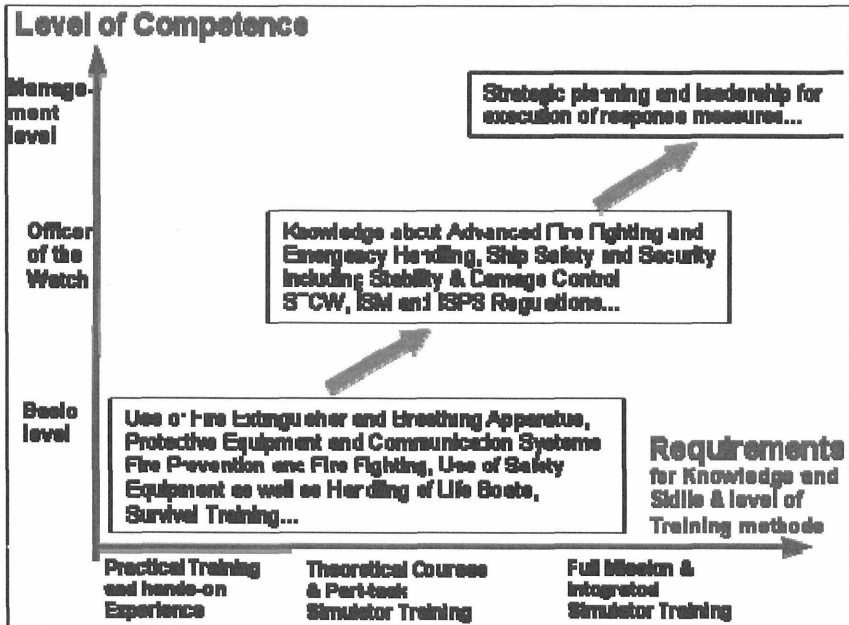 Level of Competence
Manage-
ment
level
Strategic planning and leadership for
execution of response measures...
Officer
of the
Watch
Knowledge about Advanced Fire Fighting and
Emergency Handling, Ship Safety and Security
Including Stability & Damage Control
STCW, ISM and ISPS Regulations...
Basic
level
Use of Fire Extinguisher and Breathing Apparatus,
Protective Equipment and Communication Systems
Fire Prevention and Fire Fighting, Use of Safety
Equipment as well as Handling of Life Boats,
Survival Training...
Requirements
for Knowledge and
Skills & level of
Training methods
Practical Training
and hands-on
Experience
Theoretical Courses
& Part-task
Simulator Training
Full Mission &
Integrated
Simulator Training